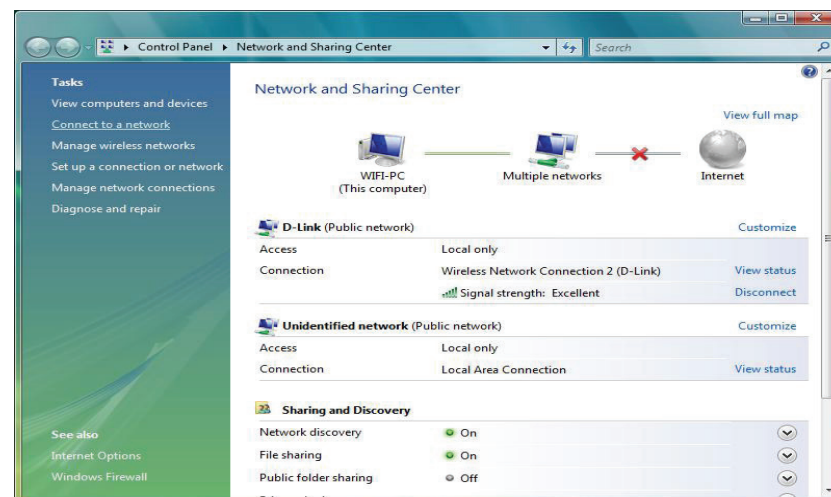 Control Panel ▸ Network and Sharing Center
Search
Tasks
View computers and devices
Connect to a network
Manage wireless networks
Set up a connection or network
Manage network connections
Diagnose and repair
See also
Internet Options
Windows Firewall
Network and Sharing Center
View full map
WIFI-PC
(This computer)
Multiple networks
Internet
D-Link (Public network) Customize
Access Local only
Connection Wireless Network Connection 2 (D-Link) View status
Signal strength: Excellent Disconnect
Unidentified network (Public network) Customize
Access Local only
Connection Local Area Connection View status
Sharing and Discovery
Network discovery On
File sharing On
Public folder sharing Off